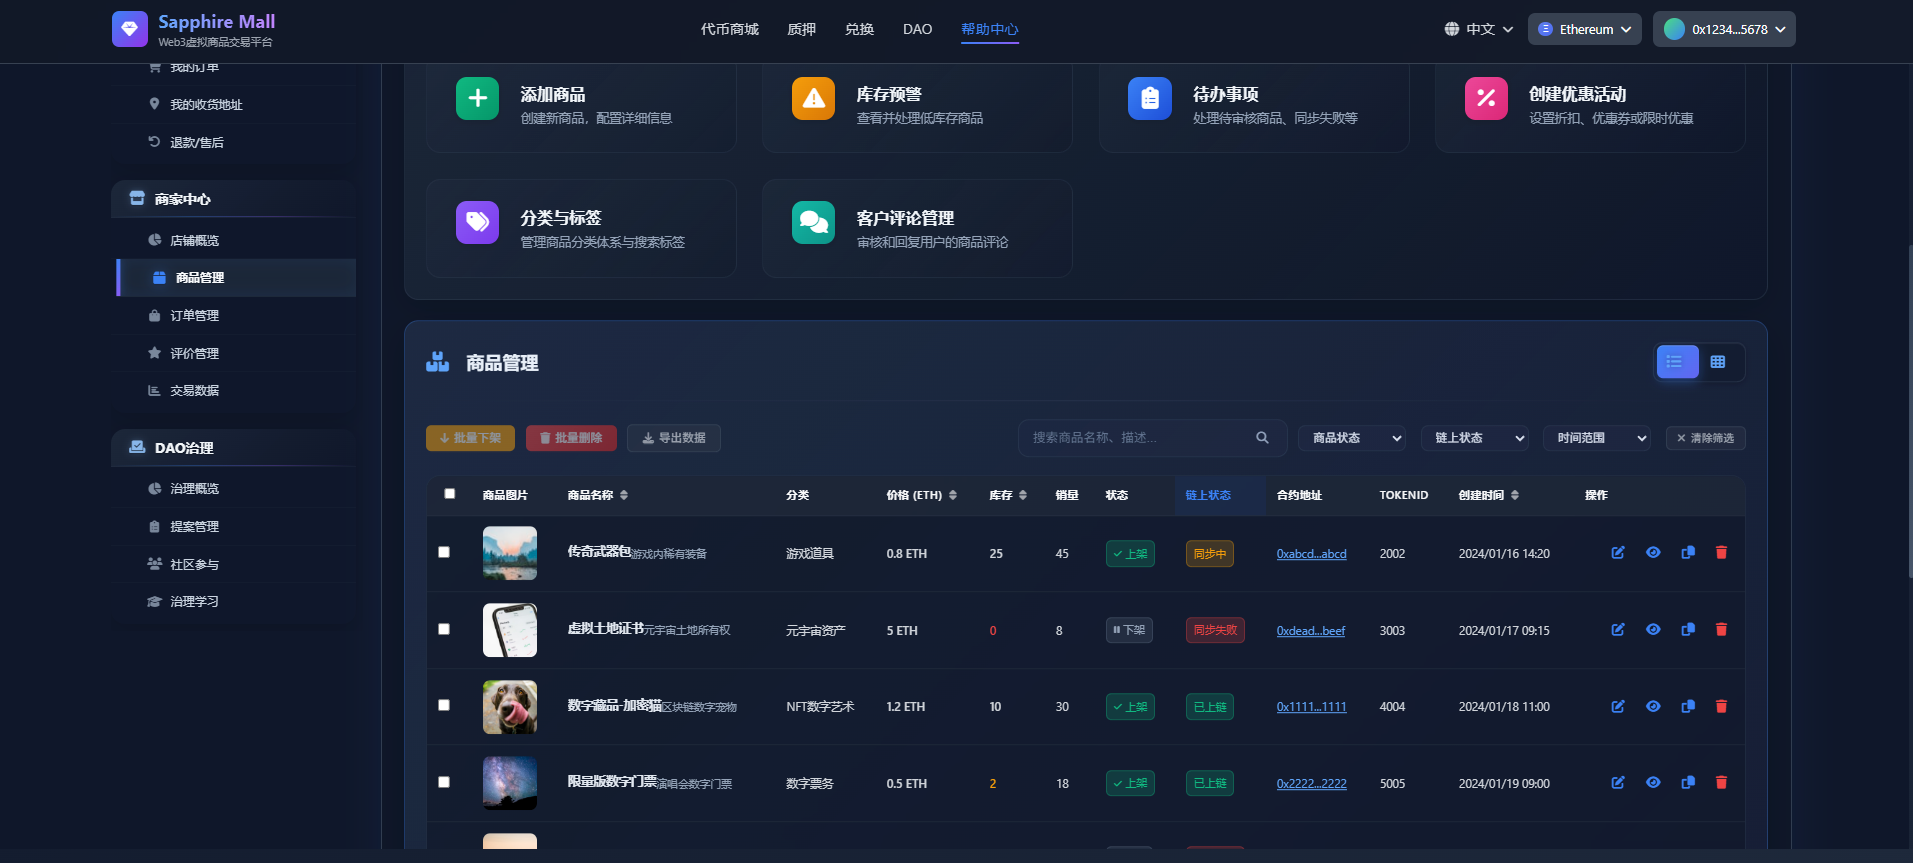 Sapphire Mall
Web3虚拟商品交易平台
代币商城
质押
兑换
DAO
帮助中心
中文
Ethereum
0x1234...5678
我的订单
我的收货地址
退款/售后
商家中心
店铺概览
商品管理
订单管理
评价管理
交易数据
DAO治理
治理概览
提案管理
社区参与
治理学习
添加商品
创建新商品，配置详细信息
库存预警
查看并处理低库存商品
待办事项
处理待审核商品、同步失败等
创建优惠活动
设置折扣、优惠券或限时优惠
分类与标签
管理商品分类体系与搜索标签
客户评论管理
审核和回复用户的商品评论
商品管理
批量下架
批量删除
导出数据
搜索商品名称、描述...
商品状态
链上状态
时间范围
清除筛选
商品图片 商品名称 分类 价格 (ETH) 库存 销量 状态 链上状态 合约地址 TOKENID 创建时间 操作
传奇武器包游戏内稀有装备 游戏道具 0.8 ETH 25 45 上架 同步中 0xabcd...abcd 2002 2024/01/16 14:20
虚拟土地证书元宇宙土地所有权 元宇宙资产 5 ETH 0 8 下架 同步失败 0xdead...beef 3003 2024/01/17 09:15
数字藏品-加密猫区块链数字宠物 NFT数字艺术 1.2 ETH 10 30 上架 已上链 0x1111...1111 4004 2024/01/18 11:00
限量版数字门票演唱会数字门票 数字票务 0.5 ETH 2 18 上架 已上链 0x2222...2222 5005 2024/01/19 09:00